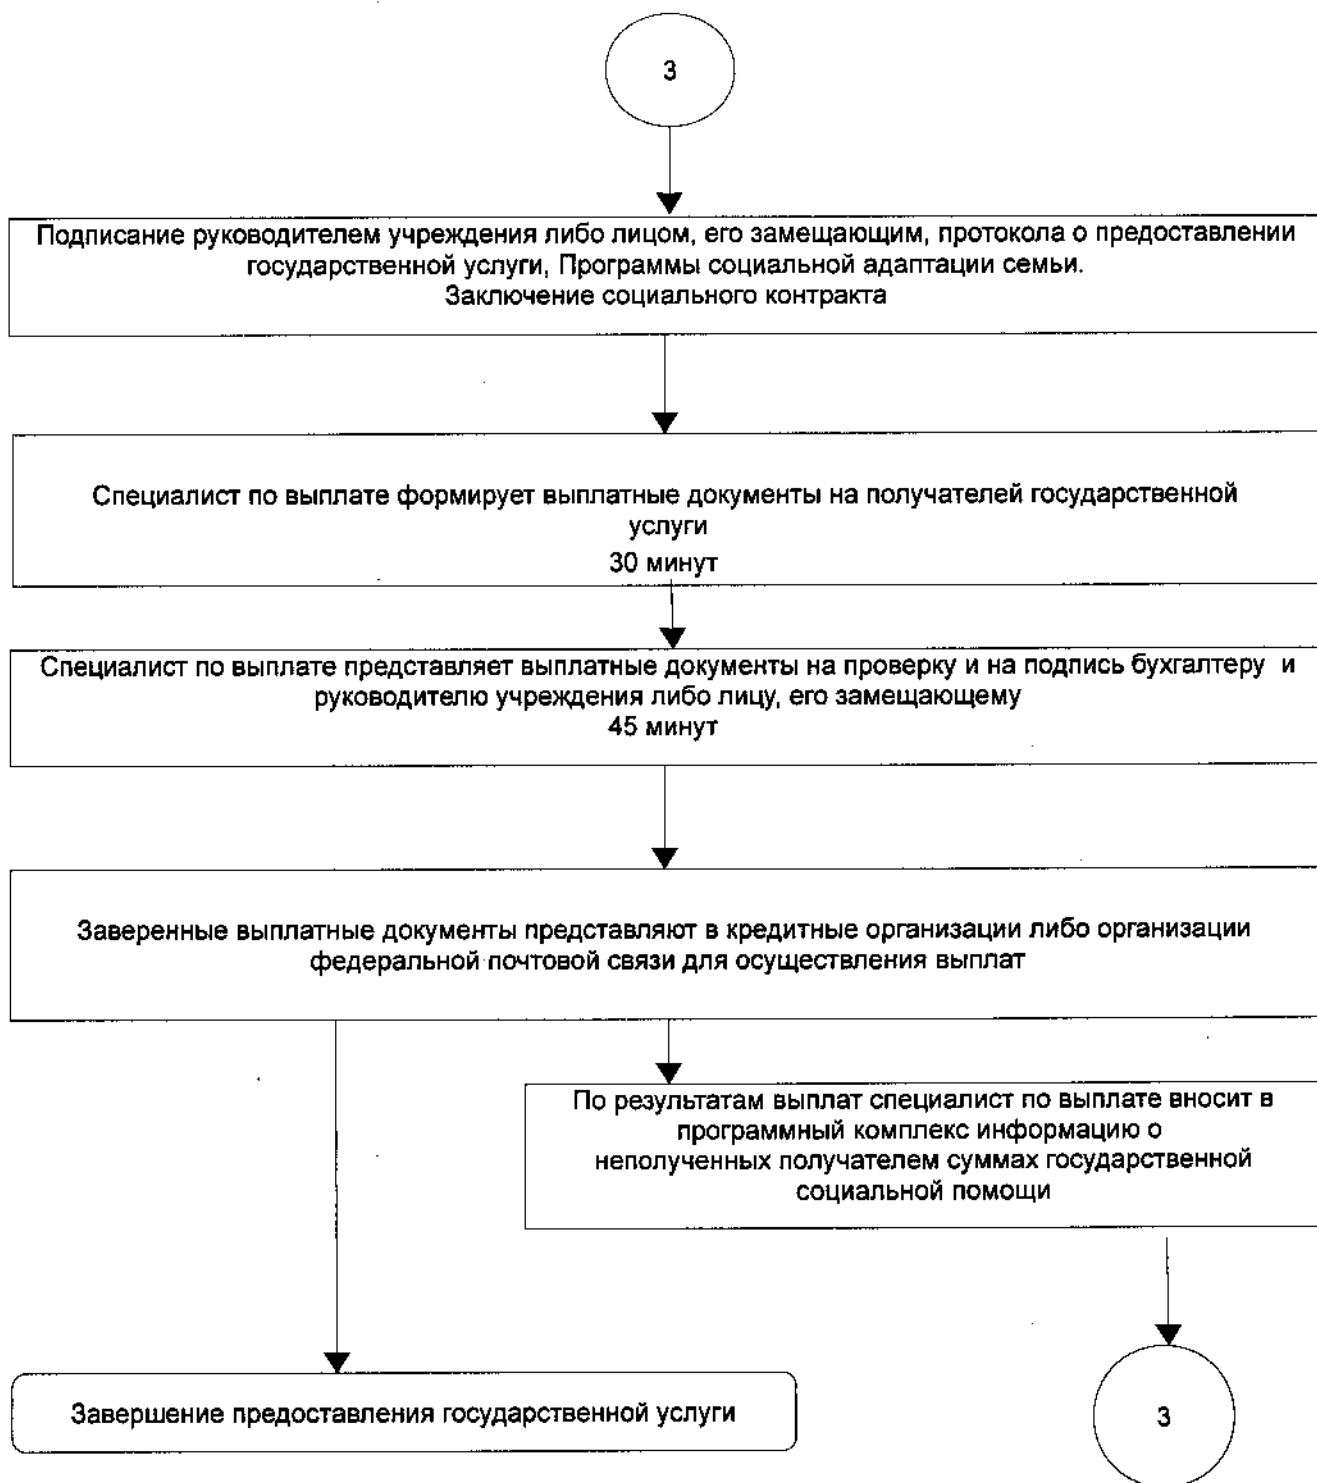 3
Подписание руководителем учреждения либо лицом, его замещающим, протокола о предоставлении
государственной услуги, Программы социальной адаптации семьи.
Заключение социального контракта
Специалист по выплате формирует выплатные документы на получателей государственной
услуги
30 минут
Специалист по выплате представляет выплатные документы на проверку и на подпись бухгалтеру и
руководителю учреждения либо лицу, его замещающему
45 минут
Заверенные выплатные документы представляют в кредитные организации либо организации
федеральной почтовой связи для осуществления выплат
По результатам выплат специалист по выплате вносит в
программный комплекс информацию о
неполученных получателем суммах государственной
социальной помощи
Завершение предоставления государственной услуги
3